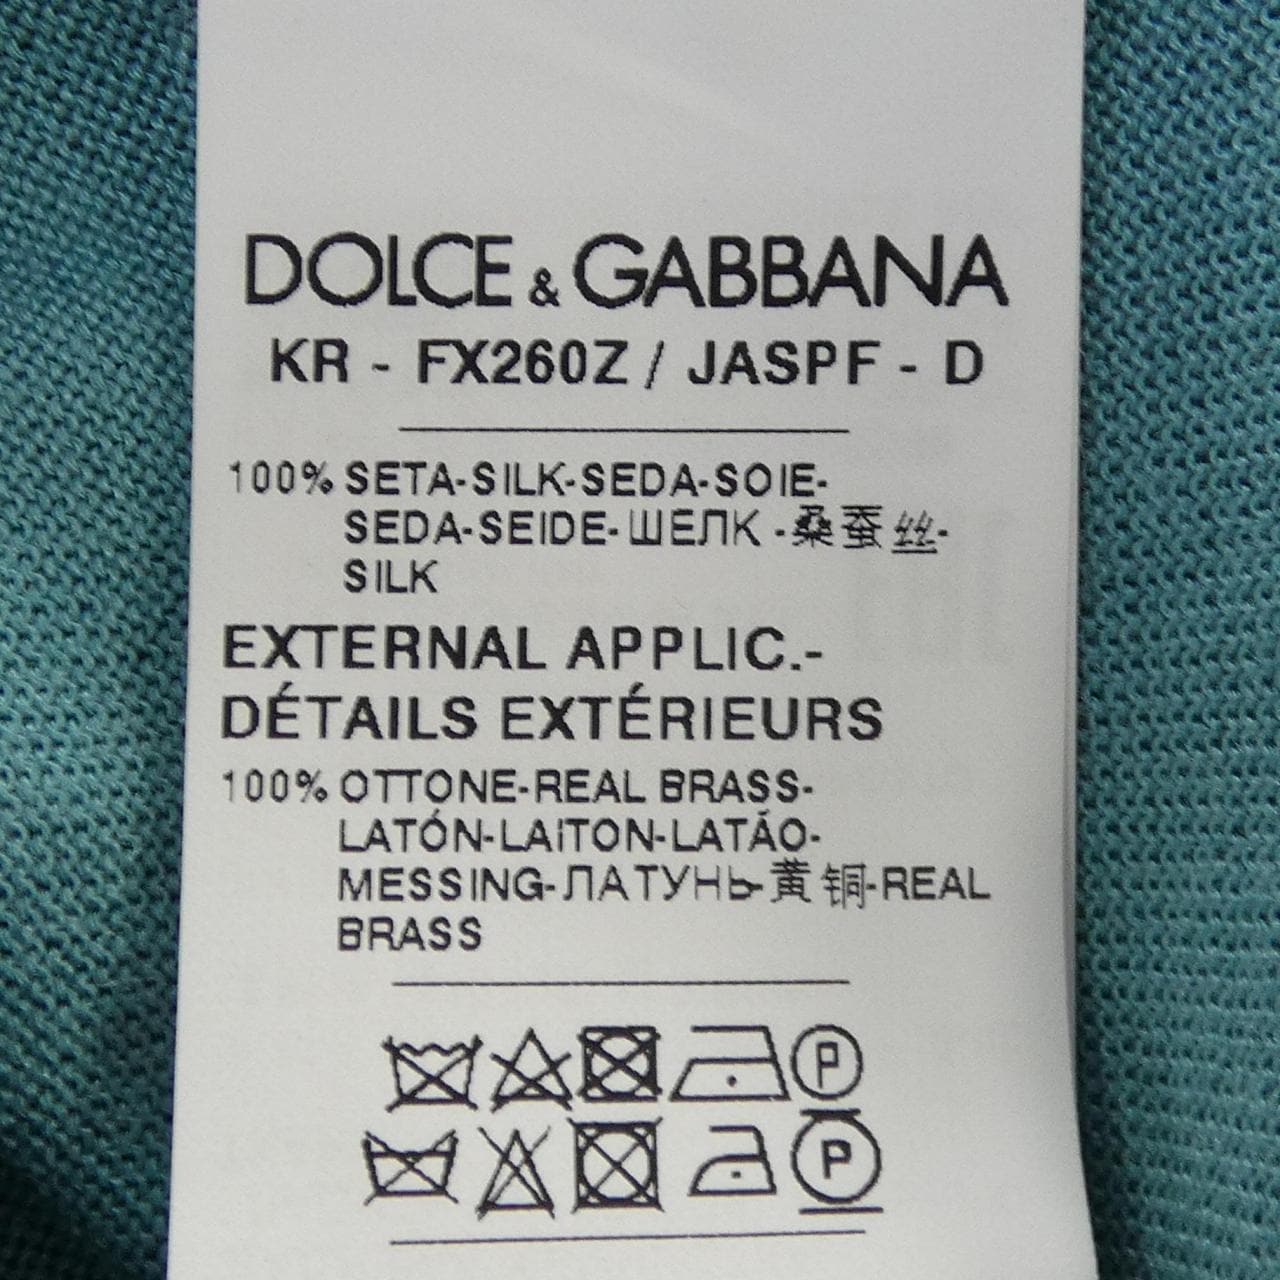 DOLCE & GABBANA
KR - FX260Z / JASPF - D
100% SETA-SILK-SEDA-SOIE-
SEDA-SEIDE-ШЕЛК -桑蚕丝-
SILK
EXTERNAL APPLIC.-
DÉTAILS EXTÉRIEURS
100% OTTONE-REAL BRASS-
LATÓN-LAiTON-LATÃO-
MESSING-ЛАТУНЬ-黄铜-REAL
BRASS
P
P